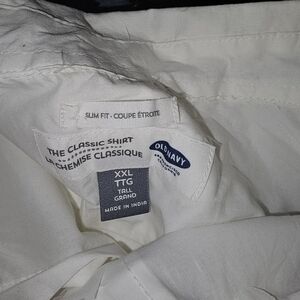 SLIM FIT - COUPE ÉTROITE
THE CLASSIC SHIRT
LA CHEMISE CLASSIQUE
OLD NAVY
XXL
TTG
TALL
GRAND
MADE IN INDIA